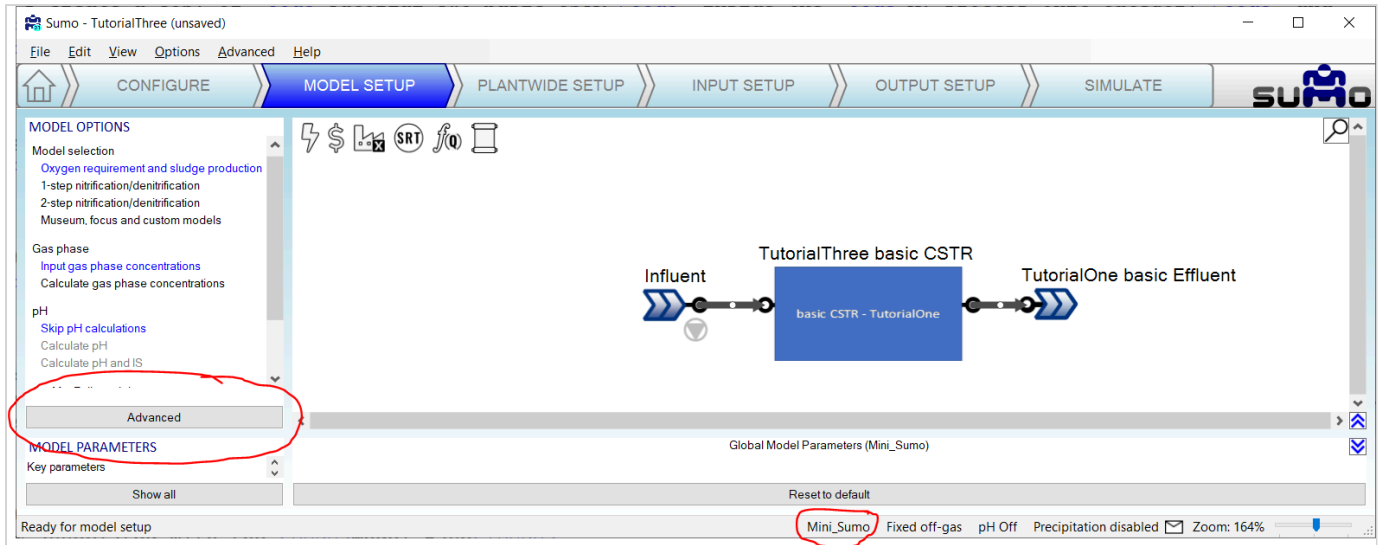 Sumo - TutorialThree (unsaved)
File Edit View Options Advanced Help
CONFIGURE MODEL SETUP PLANTWIDE SETUP INPUT SETUP OUTPUT SETUP SIMULATE
sumo
MODEL OPTIONS
Model selection
Oxygen requirement and sludge production
1-step nitrification/denitrification
2-step nitrification/denitrification
Museum, focus and custom models
Gas phase
Input gas phase concentrations
Calculate gas phase concentrations
pH
Skip pH calculations
Calculate pH
Calculate pH and IS
Advanced
$ SRT f(Q)
TutorialThree basic CSTR
Influent
TutorialOne basic Effluent
basic CSTR - TutorialOne
MODEL PARAMETERS
Key parameters
Show all
Global Model Parameters (Mini_Sumo)
Reset to default
Ready for model setup
Mini_Sumo Fixed off-gas pH Off Precipitation disabled Zoom: 164%